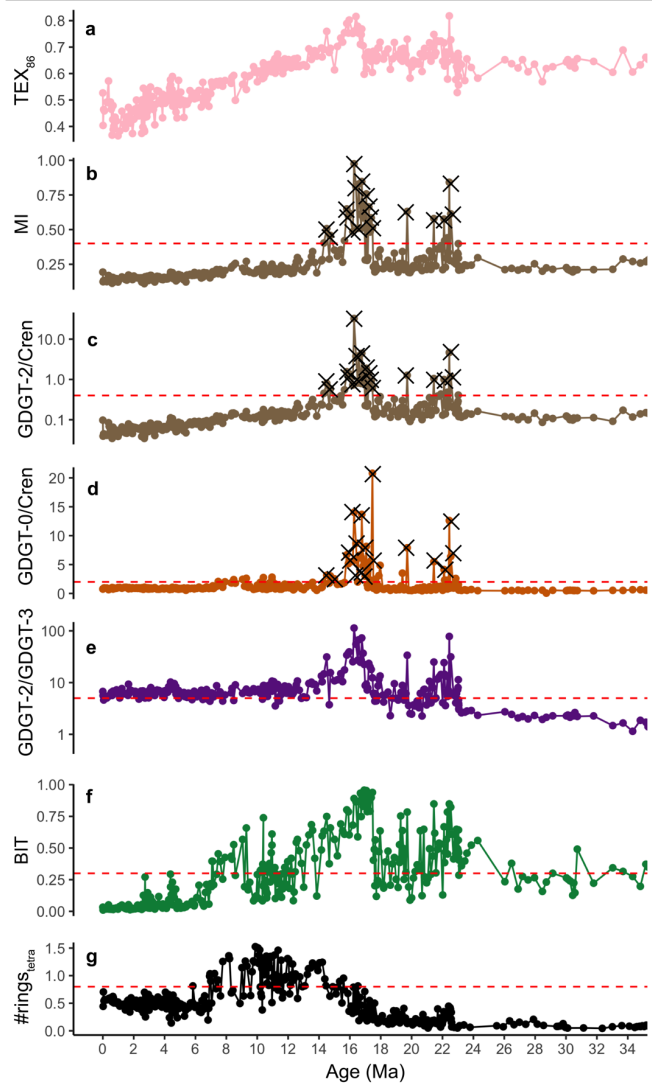 a
TEX86
0.8
0.7
0.6
0.5
0.4
b
MI
1.00
0.75
0.50
0.25
c
GDGT-2/Cren
10.0
1.0
0.1
d
GDGT-0/Cren
20
15
10
5
0
e
GDGT-2/GDGT-3
100
10
1
f
BIT
1.00
0.75
0.50
0.25
0.00
g
#ringstetra
1.5
1.0
0.5
0.0
0 2 4 6 8 10 12 14 16 18 20 22 24 26 28 30 32 34
Age (Ma)